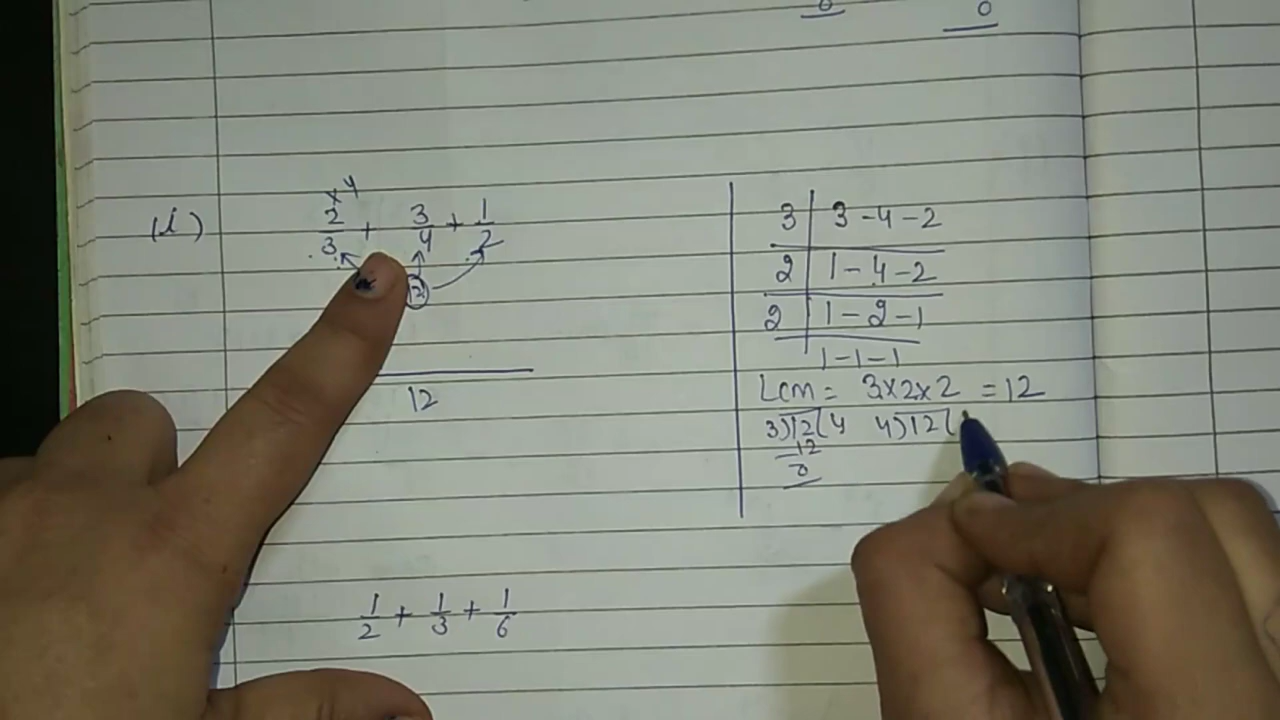 0 0
×4
(i) 2/3 + 3/4 + 1/2
12
12
3 | 3 - 4 - 2
2 | 1 - 4 - 2
2 | 1 - 2 - 1
1 - 1 - 1
Lcm = 3×2×2 = 12
3)12(4 4)12(
12
0
1/2 + 1/3 + 1/6